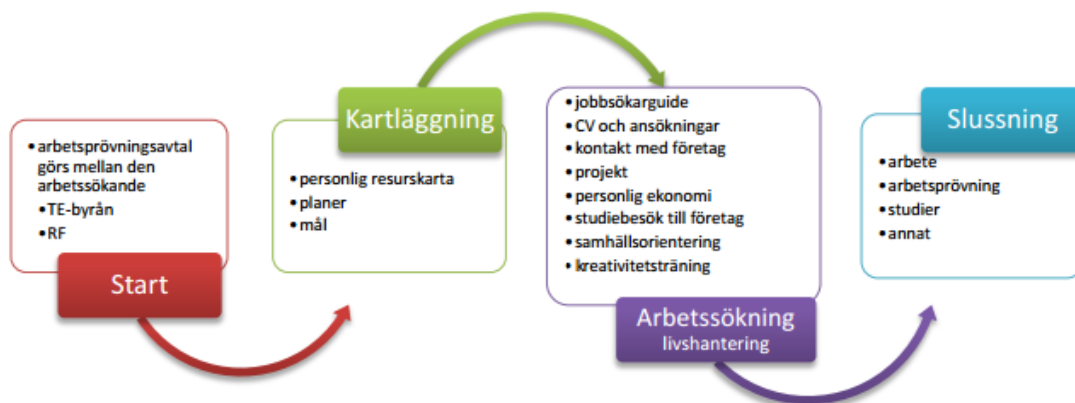 • arbetsprövningsavtal
görs mellan den
arbetssökande
• TE-byrån
• RF
Start
Kartläggning
• personlig resurskarta
• planer
• mål
• jobbsökarguide
• CV och ansökningar
• kontakt med företag
• projekt
• personlig ekonomi
• studiebesök till företag
• samhällsorientering
• kreativitetsträning
Arbetssökning
livshantering
Slussning
• arbete
• arbetsprövning
• studier
• annat